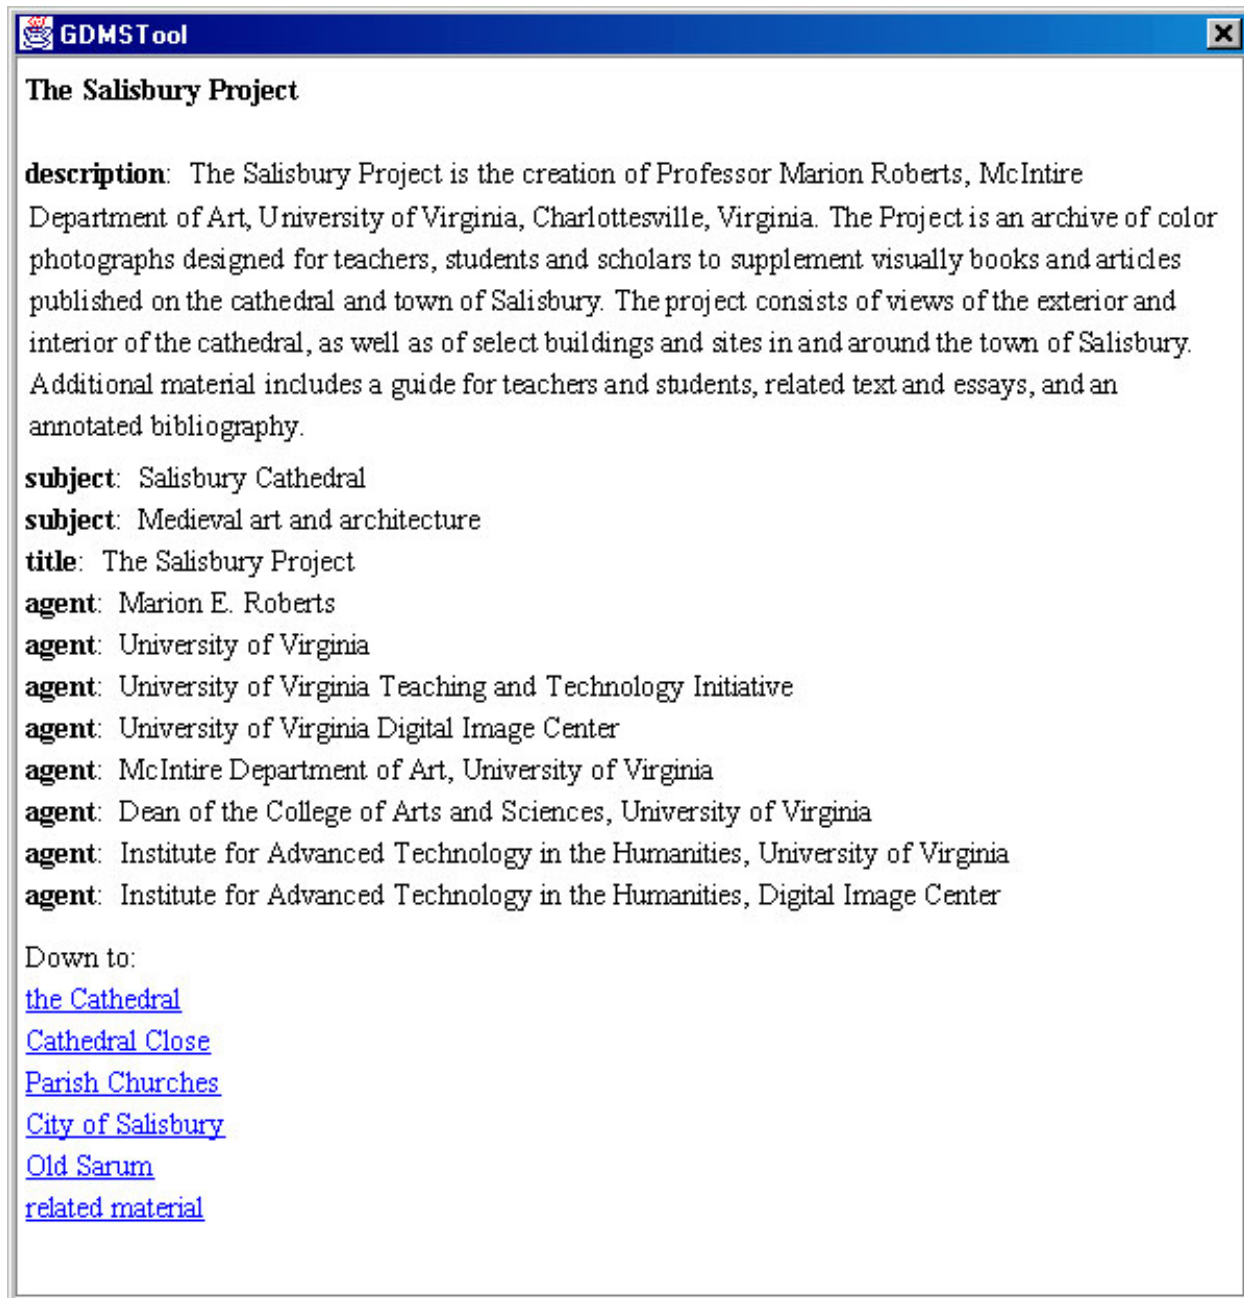 GDMSTool
The Salisbury Project
description: The Salisbury Project is the creation of Professor Marion Roberts, McIntire
Department of Art, University of Virginia, Charlottesville, Virginia. The Project is an archive of color
photographs designed for teachers, students and scholars to supplement visually books and articles
published on the cathedral and town of Salisbury. The project consists of views of the exterior and
interior of the cathedral, as well as of select buildings and sites in and around the town of Salisbury.
Additional material includes a guide for teachers and students, related text and essays, and an
annotated bibliography.
subject: Salisbury Cathedral
subject: Medieval art and architecture
title: The Salisbury Project
agent: Marion E. Roberts
agent: University of Virginia
agent: University of Virginia Teaching and Technology Initiative
agent: University of Virginia Digital Image Center
agent: McIntire Department of Art, University of Virginia
agent: Dean of the College of Arts and Sciences, University of Virginia
agent: Institute for Advanced Technology in the Humanities, University of Virginia
agent: Institute for Advanced Technology in the Humanities, Digital Image Center
Down to:
the Cathedral
Cathedral Close
Parish Churches
City of Salisbury
Old Sarum
related material